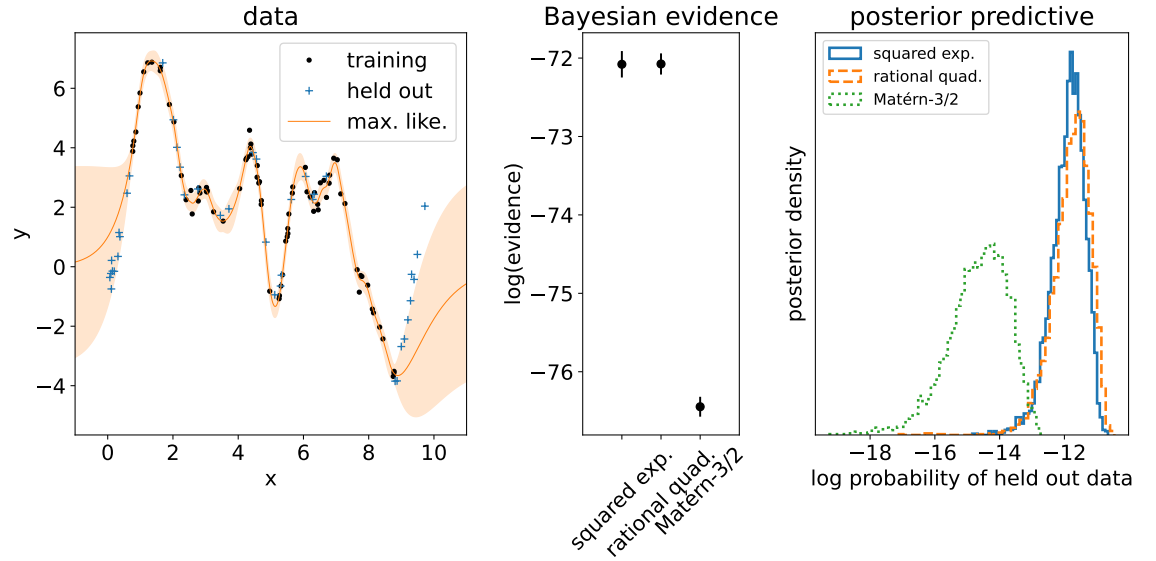 data
training
held out
max. like.
6
4
2
0
−2
−4
y
0
2
4
6
8
10
x
Bayesian evidence
−72
−73
−74
−75
−76
log(evidence)
squared exp.
rational quad.
Matérn-3/2
posterior predictive
squared exp.
rational quad.
Matérn-3/2
posterior density
−18
−16
−14
−12
log probability of held out data